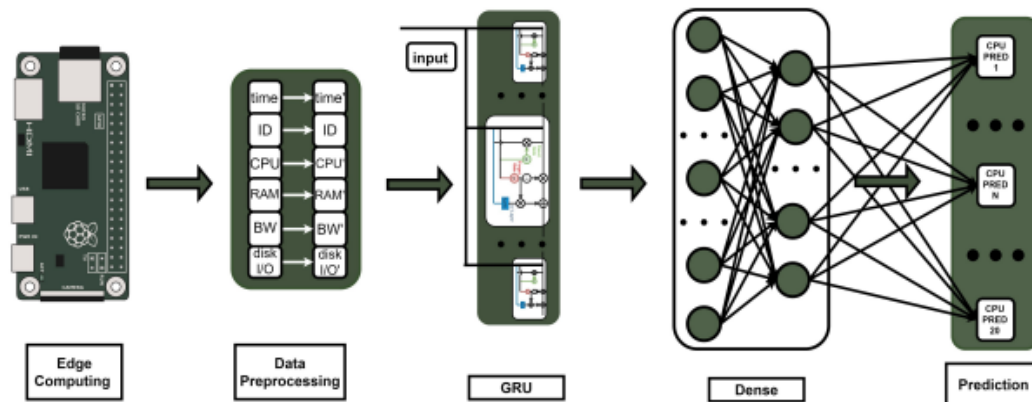 input
time
time'
ID
ID
CPU
CPU'
RAM
RAM'
BW
BW'
disk
I/O
disk
I/O'
CPU
PRED
1
CPU
PRED
N
CPU
PRED
20
Edge
Computing
Data
Preprocessing
GRU
Dense
Prediction